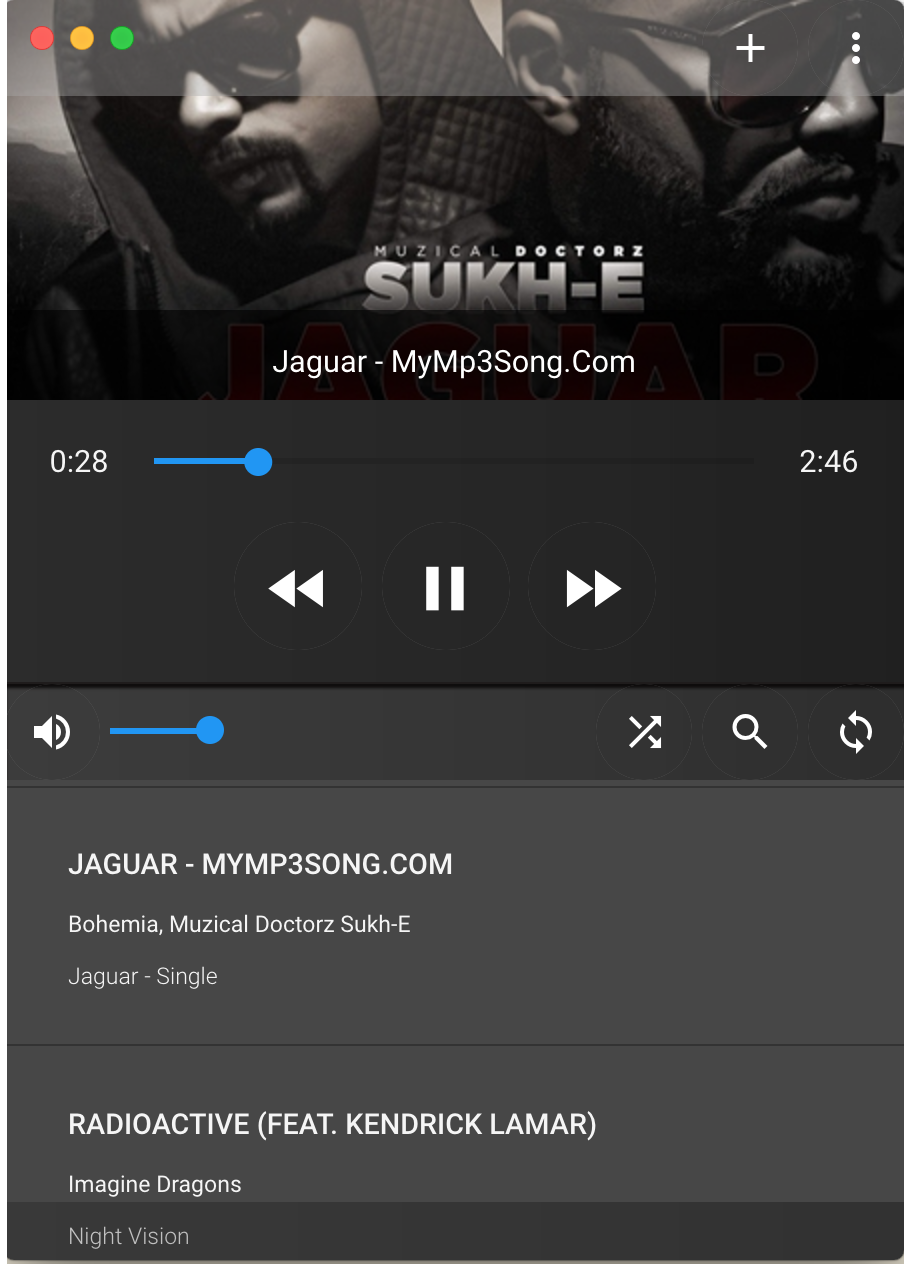 MUZICAL DOCTORZ
SUKH-E
JAGUAR
Jaguar - MyMp3Song.Com
0:28
2:46
JAGUAR - MYMP3SONG.COM
Bohemia, Muzical Doctorz Sukh-E
Jaguar - Single
RADIOACTIVE (FEAT. KENDRICK LAMAR)
Imagine Dragons
Night Vision